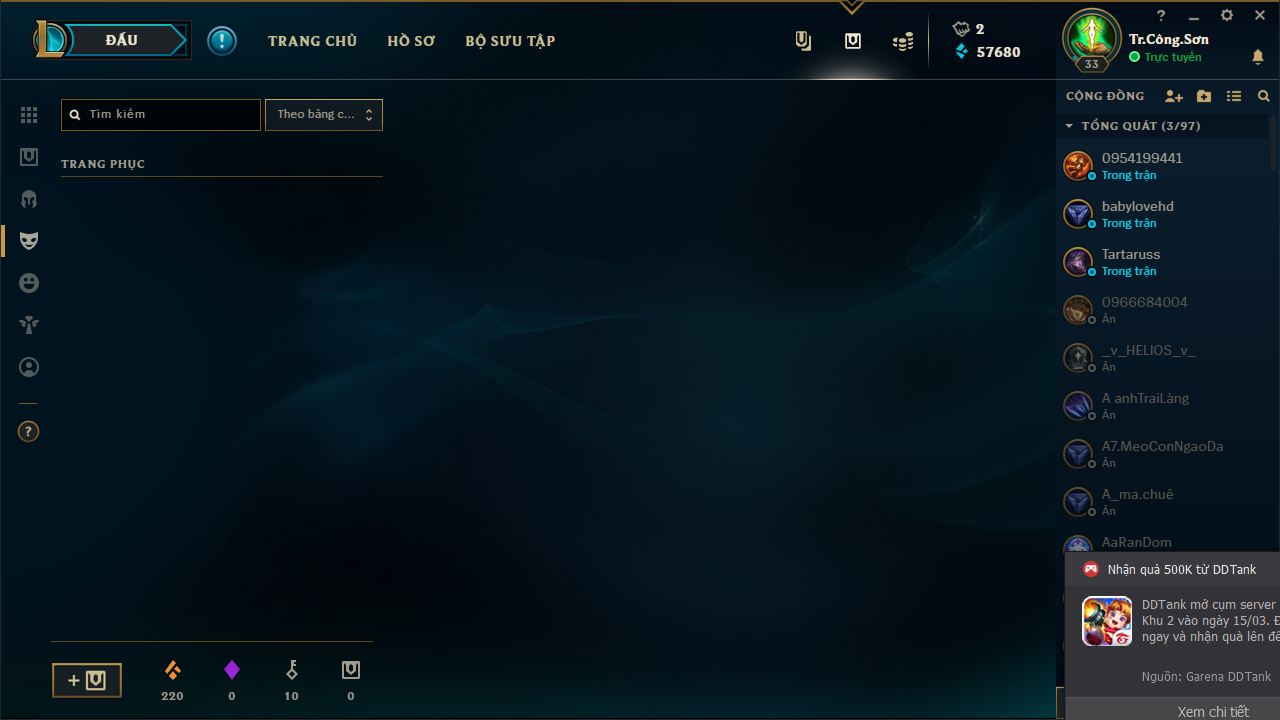 ĐẤU
TRANG CHỦ
HỒ SƠ
BỘ SƯU TẬP
2
57680
33
Tr.Công.Sơn
Trực tuyến
Tìm kiếm
Theo bảng c...
TRANG PHỤC
220
0
10
0
CỘNG ĐỒNG
TỔNG QUÁT (3/97)
0954199441
Trong trận
babylovehd
Trong trận
Tartaruss
Trong trận
0966684004
Ẩn
_v_HELIOS_v_
Ẩn
A anhTraiLàng
Ẩn
A7.MeoConNgaoDa
Ẩn
A_ma.chuê
Ẩn
AaRanDom
Nhận quà 500K từ DDTank
DDTank mở cụm server
Khu 2 vào ngày 15/03. Đ
ngay và nhận quà lên đế
Nguồn: Garena DDTank
Xem chi tiết